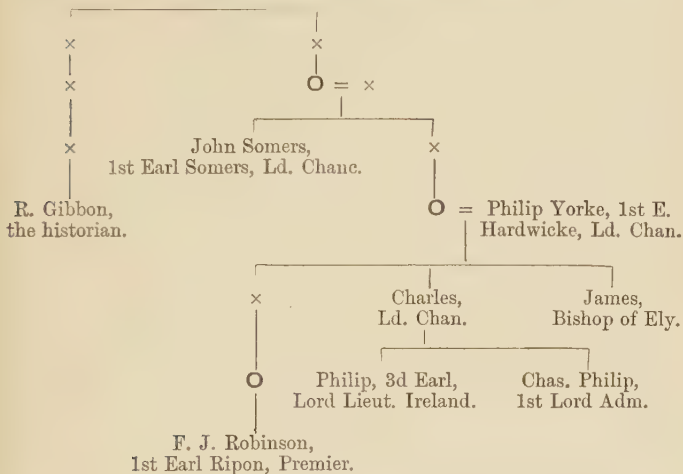 × ×
× O = ×
× John Somers,
1st Earl Somers, Ld. Chanc.
×
R. Gibbon,
the historian.
O = Philip Yorke, 1st E.
Hardwicke, Ld. Chan.
× Charles,
Ld. Chan.
James,
Bishop of Ely.
O Philip, 3d Earl,
Lord Lieut. Ireland.
Chas. Philip,
1st Lord Adm.
F. J. Robinson,
1st Earl Ripon, Premier.